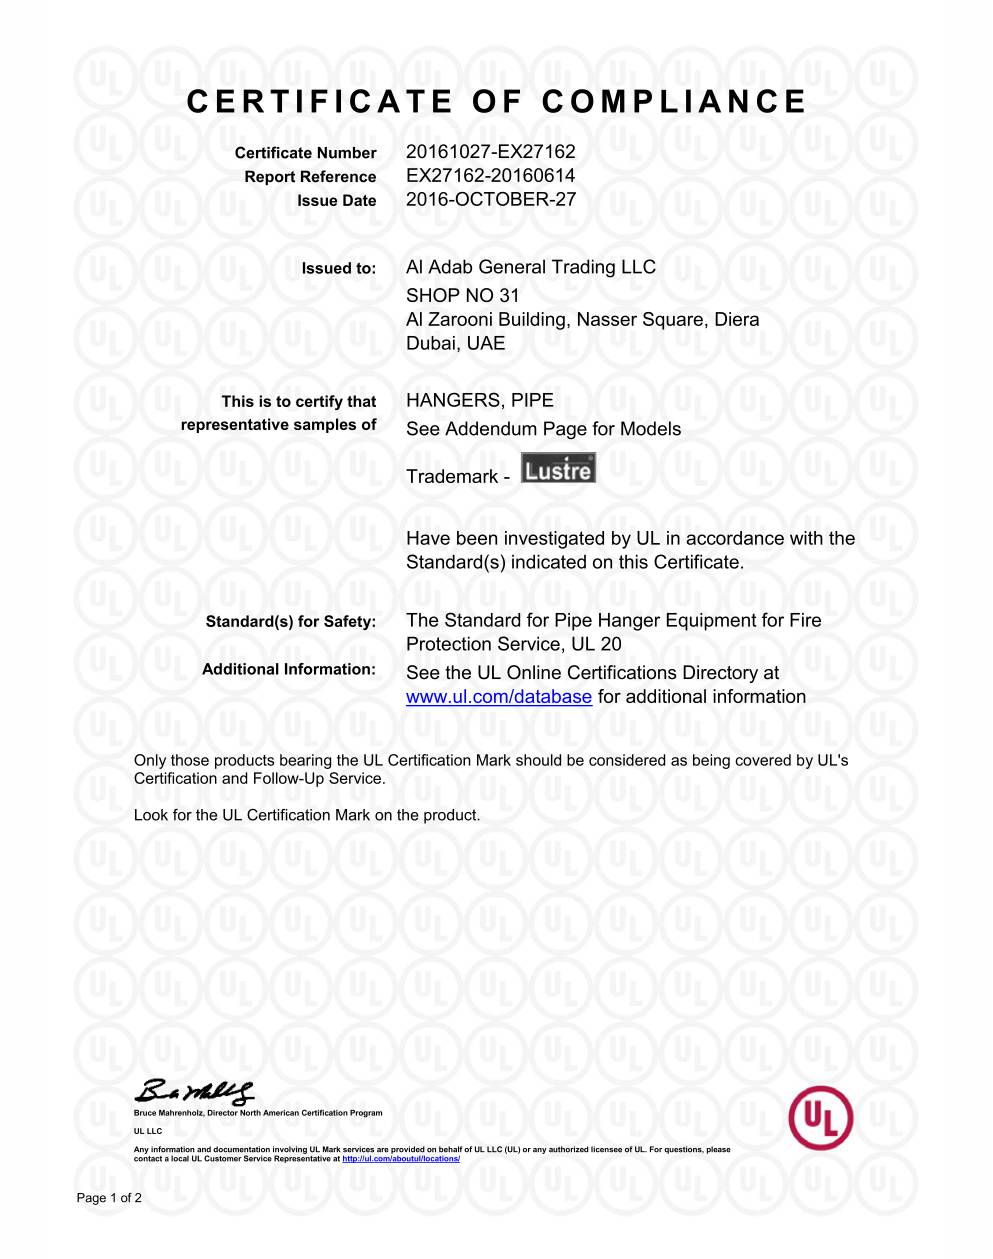 CERTIFICATE OF COMPLIANCE
Certificate Number 20161027-EX27162
Report Reference EX27162-20160614
Issue Date 2016-OCTOBER-27
Issued to: Al Adab General Trading LLC
SHOP NO 31
Al Zarooni Building, Nasser Square, Diera
Dubai, UAE
This is to certify that HANGERS, PIPE
representative samples of See Addendum Page for Models
Trademark - Lustre®
Have been investigated by UL in accordance with the
Standard(s) indicated on this Certificate.
Standard(s) for Safety: The Standard for Pipe Hanger Equipment for Fire
Protection Service, UL 20
Additional Information: See the UL Online Certifications Directory at
www.ul.com/database for additional information
Only those products bearing the UL Certification Mark should be considered as being covered by UL's
Certification and Follow-Up Service.
Look for the UL Certification Mark on the product.
Bruce Mahrenholz, Director North American Certification Program
UL LLC
Any information and documentation involving UL Mark services are provided on behalf of UL LLC (UL) or any authorized licensee of UL. For questions, please
contact a local UL Customer Service Representative at http://ul.com/aboutul/locations/
UL
Page 1 of 2